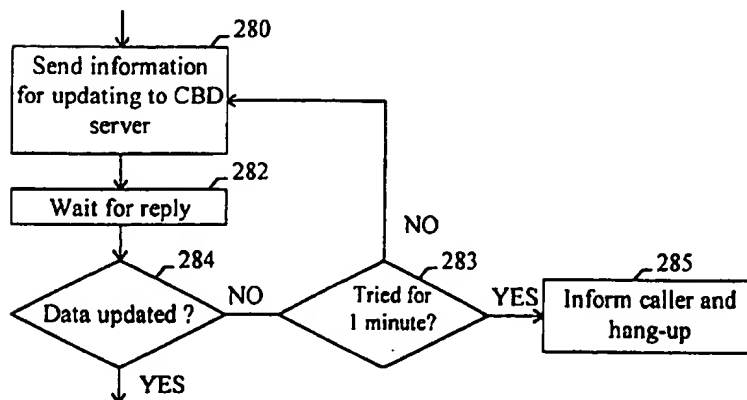 280
Send information
for updating to CBD
server
282
Wait for reply
NO
284
283
285
Data updated ?
NO
Tried for
1 minute?
YES
Inform caller and
hang-up
YES